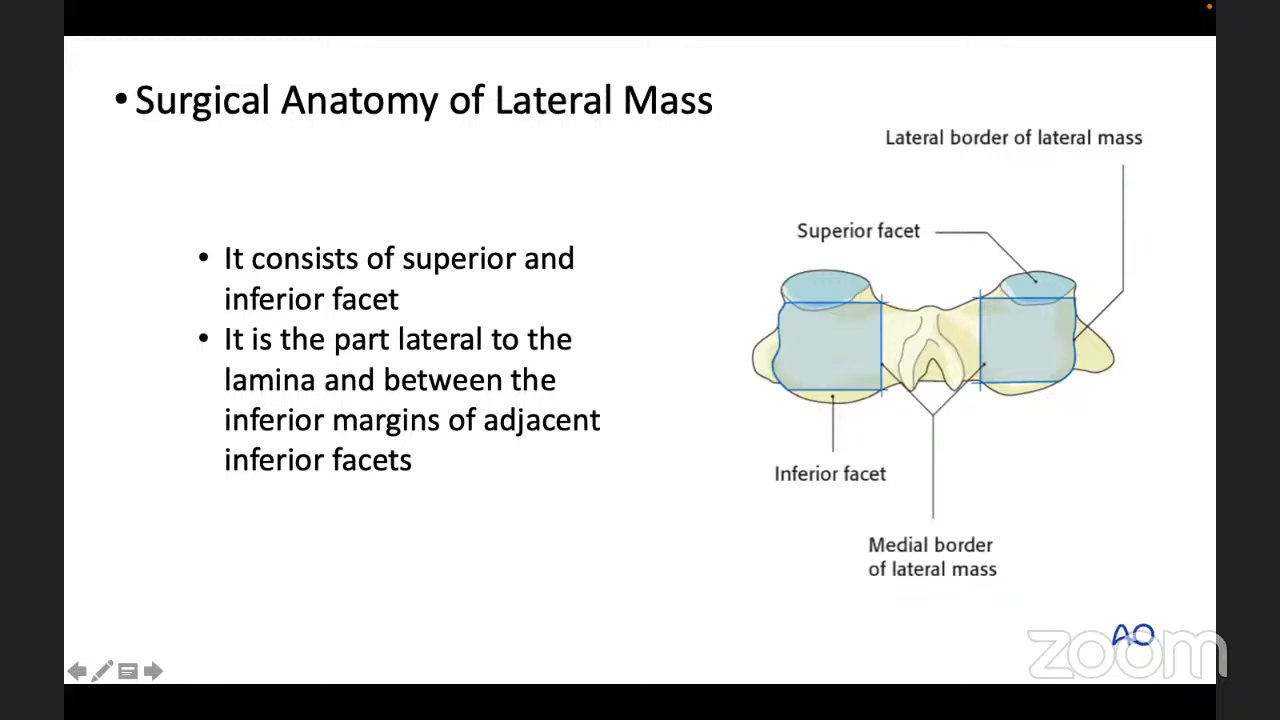 • Surgical Anatomy of Lateral Mass
Lateral border of lateral mass
Superior facet
• It consists of superior and
inferior facet
• It is the part lateral to the
lamina and between the
inferior margins of adjacent
inferior facets
Inferior facet
Medial border
of lateral mass
AO
zoom